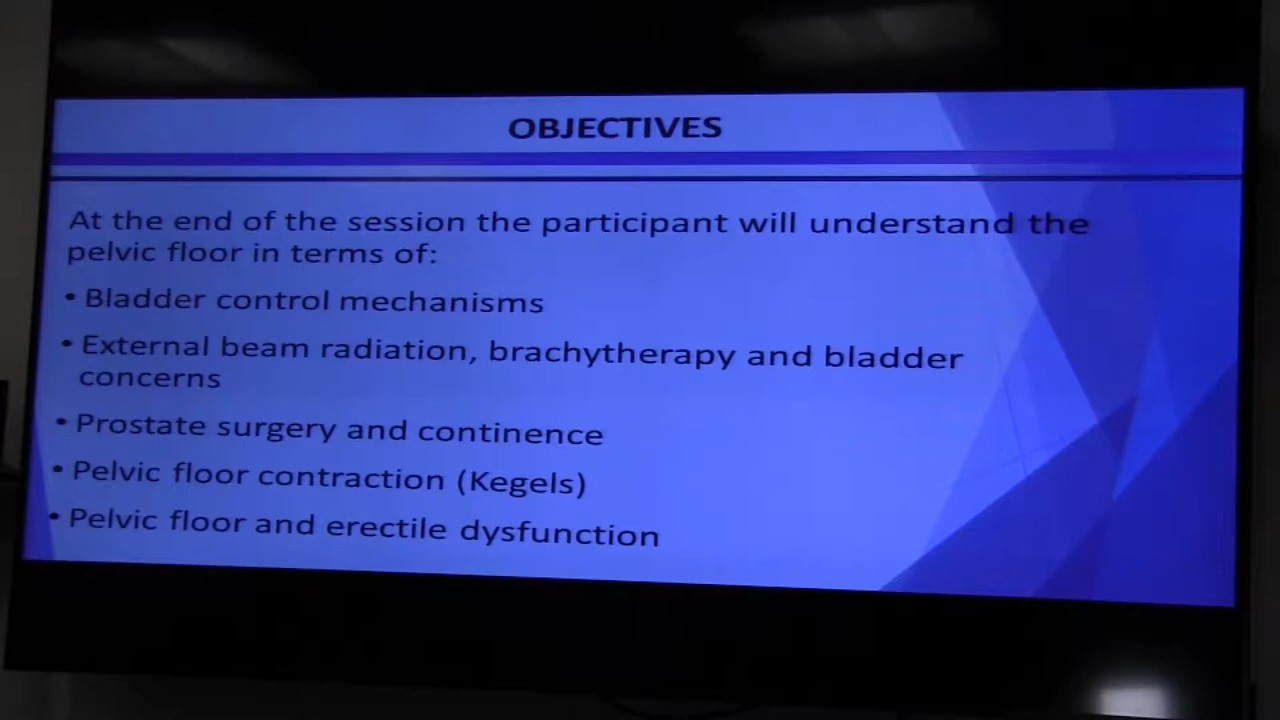 OBJECTIVES
At the end of the session the participant will understand the
pelvic floor in terms of:
• Bladder control mechanisms
• External beam radiation, brachytherapy and bladder
concerns
• Prostate surgery and continence
• Pelvic floor contraction (Kegels)
• Pelvic floor and erectile dysfunction